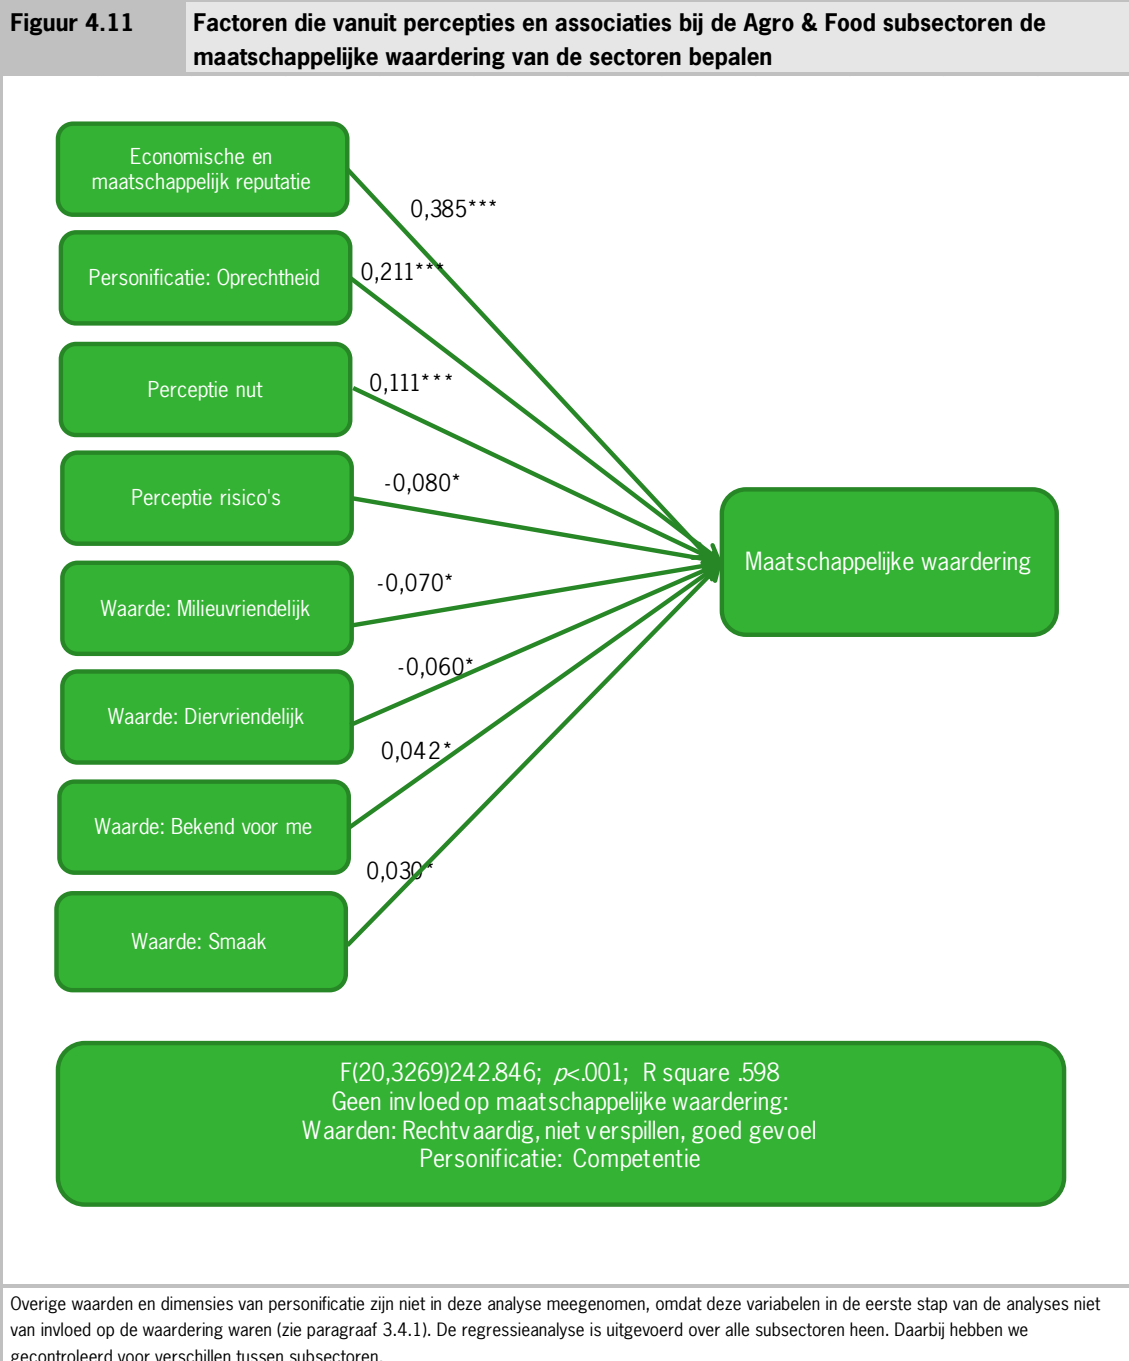 Figuur 4.11
Factoren die vanuit percepties en associaties bij de Agro & Food subsectoren de
maatschappelijke waardering van de sectoren bepalen
Economische en
maatschappelijk reputatie
0,385***
Personificatie: Oprechtheid
0,211***
Perceptie nut
0,111***
Perceptie risico's
-0,080*
Maatschappelijke waardering
Waarde: Milieuvriendelijk
-0,070*
Waarde: Diervriendelijk
-0,060*
Waarde: Bekend voor me
0,042*
Waarde: Smaak
0,030*
F(20,3269)242.846; p<.001; R square .598
Geen invloed op maatschappelijke waardering:
Waarden: Rechtvaardig, niet verspillen, goed gevoel
Personificatie: Competentie
Overige waarden en dimensies van personificatie zijn niet in deze analyse meegenomen, omdat deze variabelen in de eerste stap van de analyses niet
van invloed op de waardering waren (zie paragraaf 3.4.1). De regressieanalyse is uitgevoerd over alle subsectoren heen. Daarbij hebben we
gecontroleerd voor verschillen tussen subsectoren.